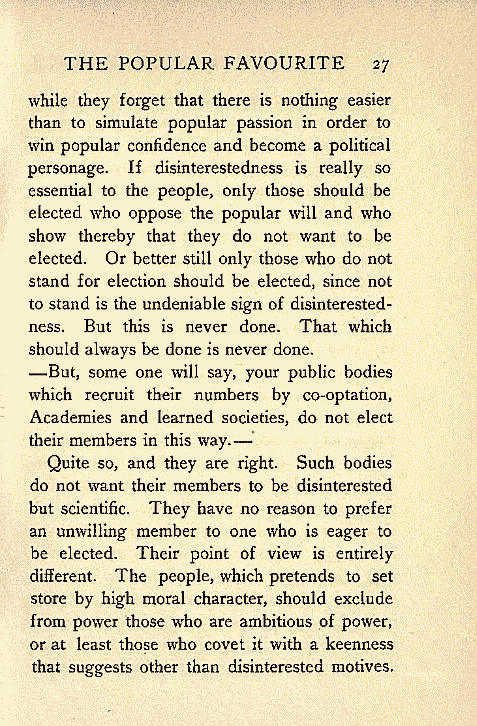 THE POPULAR FAVOURITE 27
while they forget that there is nothing easier
than to simulate popular passion in order to
win popular confidence and become a political
personage. If disinterestedness is really so
essential to the people, only those should be
elected who oppose the popular will and who
show thereby that they do not want to be
elected. Or better still only those who do not
stand for election should be elected, since not
to stand is the undeniable sign of disinterested-
ness. But this is never done. That which
should always be done is never done.
—But, some one will say, your public bodies
which recruit their numbers by co-optation,
Academies and learned societies, do not elect
their members in this way.—
Quite so, and they are right. Such bodies
do not want their members to be disinterested
but scientific. They have no reason to prefer
an unwilling member to one who is eager to
be elected. Their point of view is entirely
different. The people, which pretends to set
store by high moral character, should exclude
from power those who are ambitious of power,
or at least those who covet it with a keenness
that suggests other than disinterested motives.